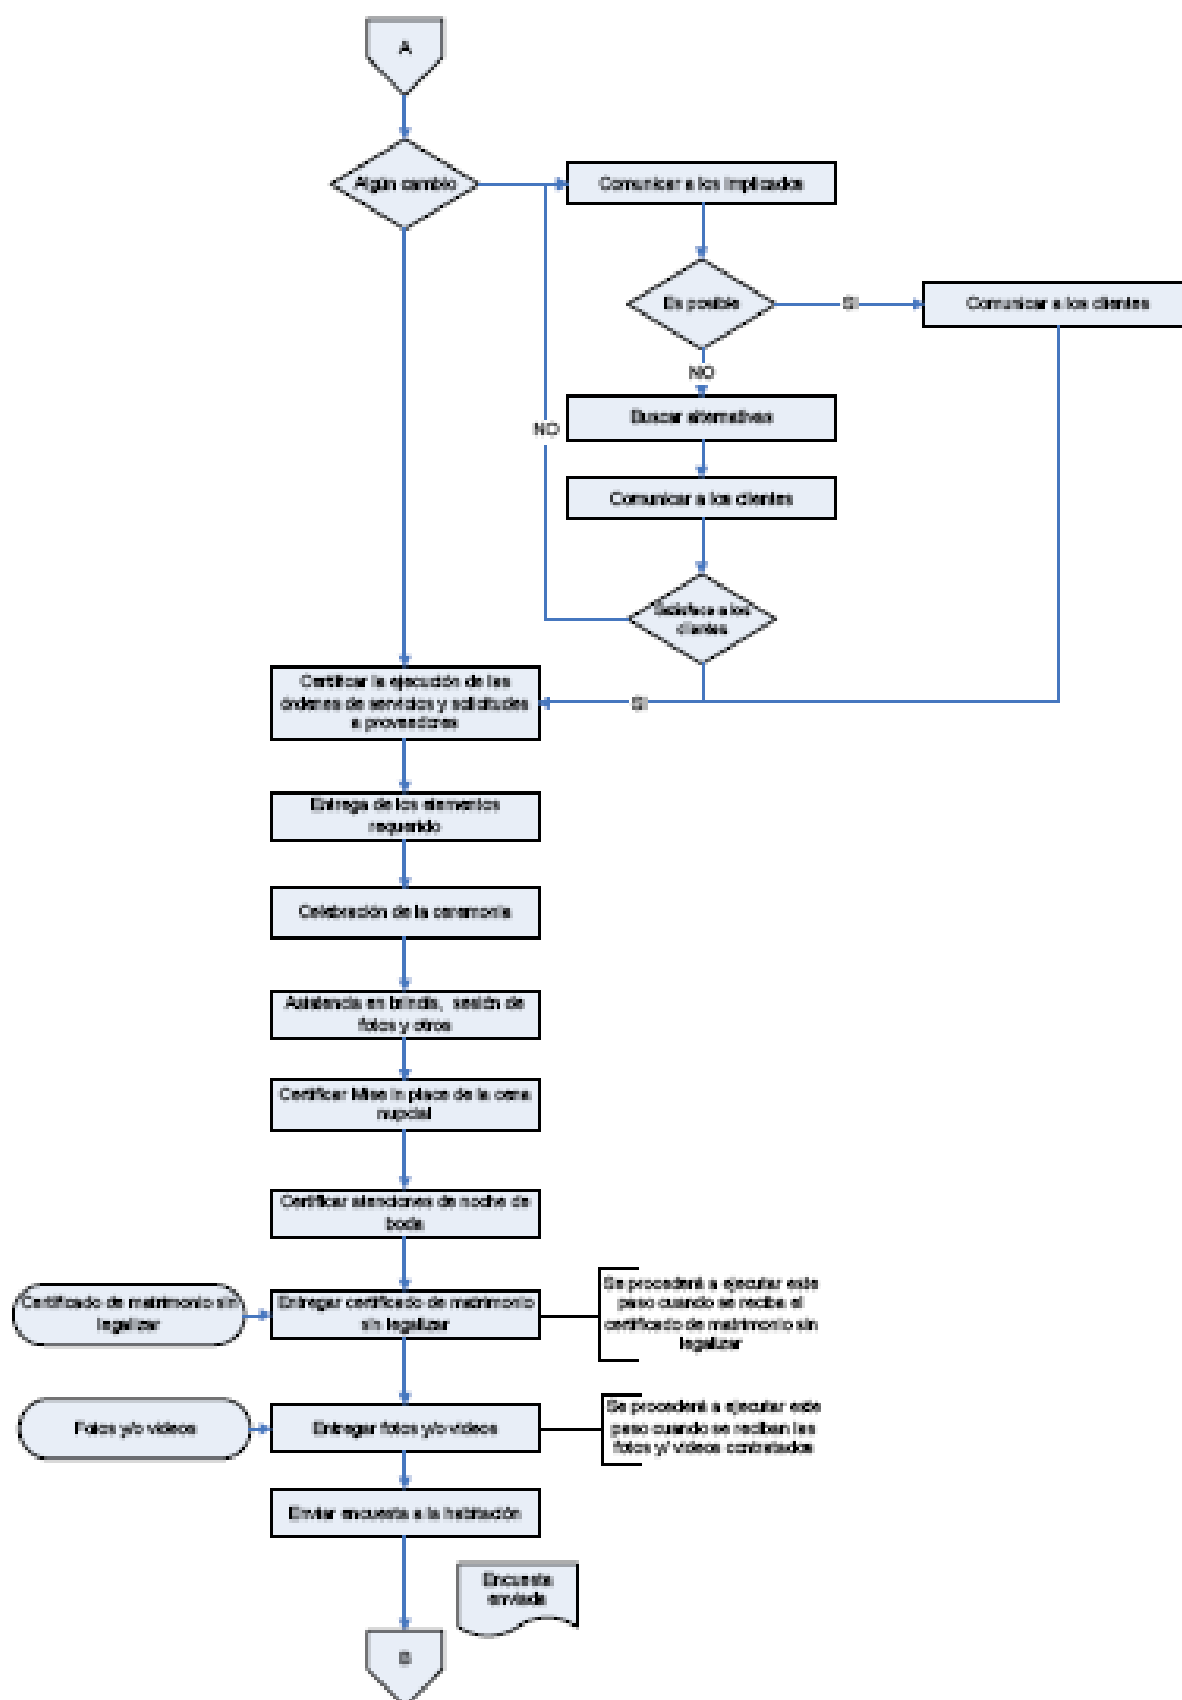 A
Algún cambio
Comunicar a los implicados
Es posible
SI
Comunicar a los clientes
NO
Buscar alternativas
NO
Comunicar a los clientes
Satisface a los
clientes
Certificar la ejecución de las
órdenes de servicios y solicitudes
a proveedores
SI
Entrega de los elementos
requerido
Celebración de la ceremonia
Asistencia en brindis, sesión de
fotos y otros
Certificar Mise in place de la cena
nupcial
Certificar atenciones de noche de
boda
Certificado de matrimonio sin
legalizar
Entregar certificado de matrimonio
sin legalizar
Se procederá a ejecutar este
paso cuando se reciba el
certificado de matrimonio sin
legalizar
Fotos y/o videos
Entregar fotos y/o videos
Se procederá a ejecutar este
paso cuando se reciban las
fotos y/ videos contratados
Enviar encuesta a la habitación
Encuesta
enviada
B